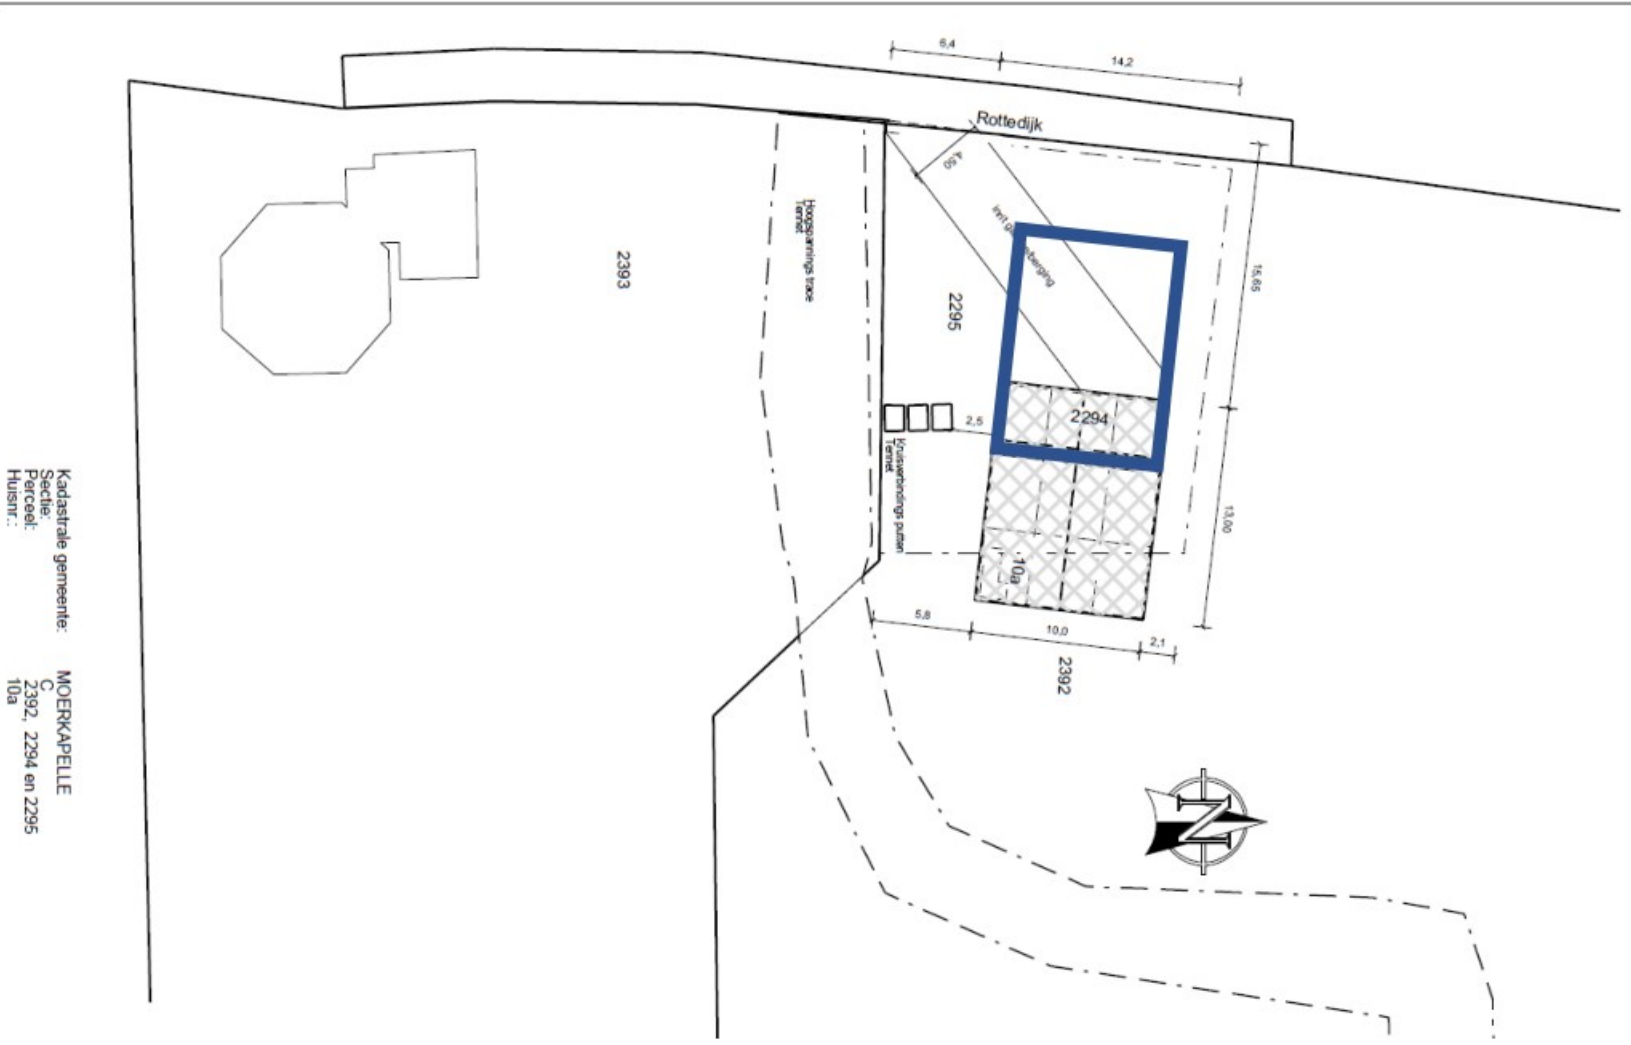 6,4
14,2
Rottedijk
4,50
15,65
Hoogspannings trace
Tennet
2393
2295
2294
2,5
Kruisverbindings putten
Tennet
13,00
10a
5,8
10,0
2,1
2392
N
Kadastrale gemeente: MOERKAPELLE
Sectie: C
Perceel: 2392, 2294 en 2295
Huisnr.: 10a